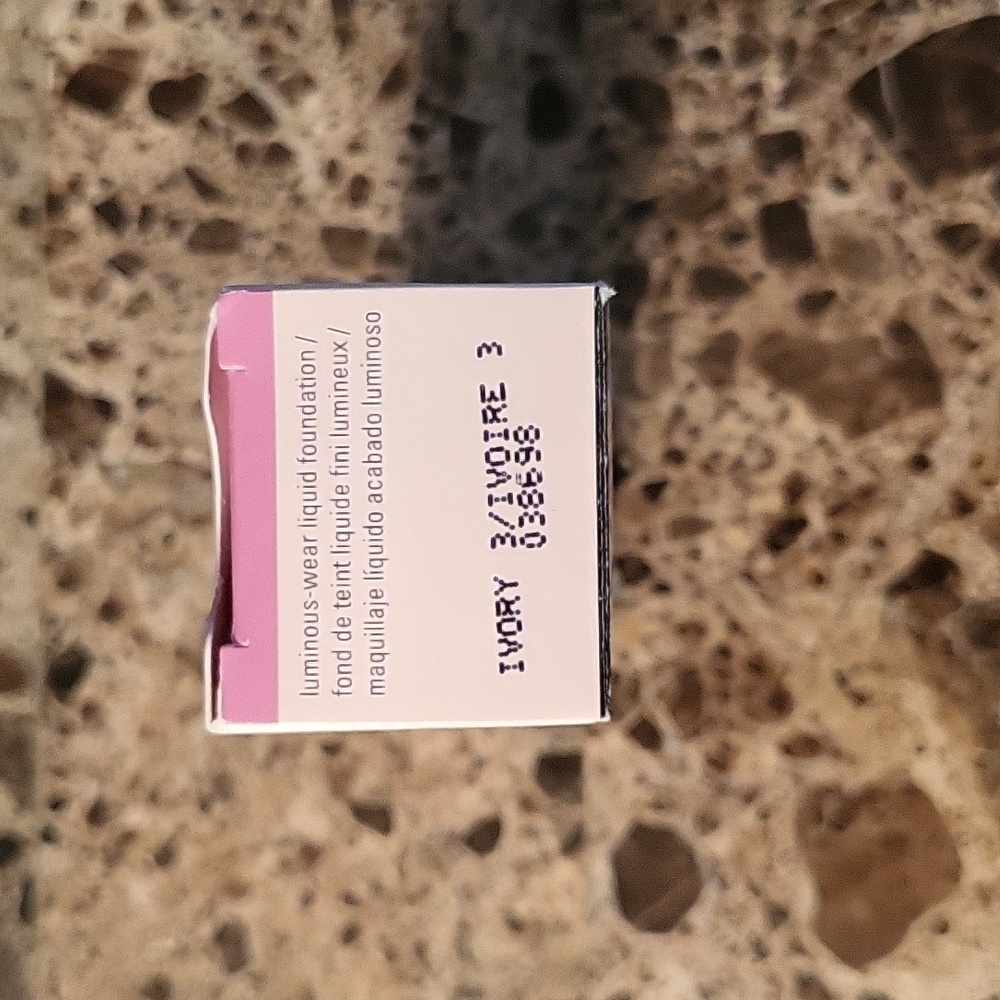 luminous-wear liquid foundation /
fond de teint liquide fini lumineux /
maquillaje líquido acabado luminoso
IVORY 3/IVOIRE 3
038698